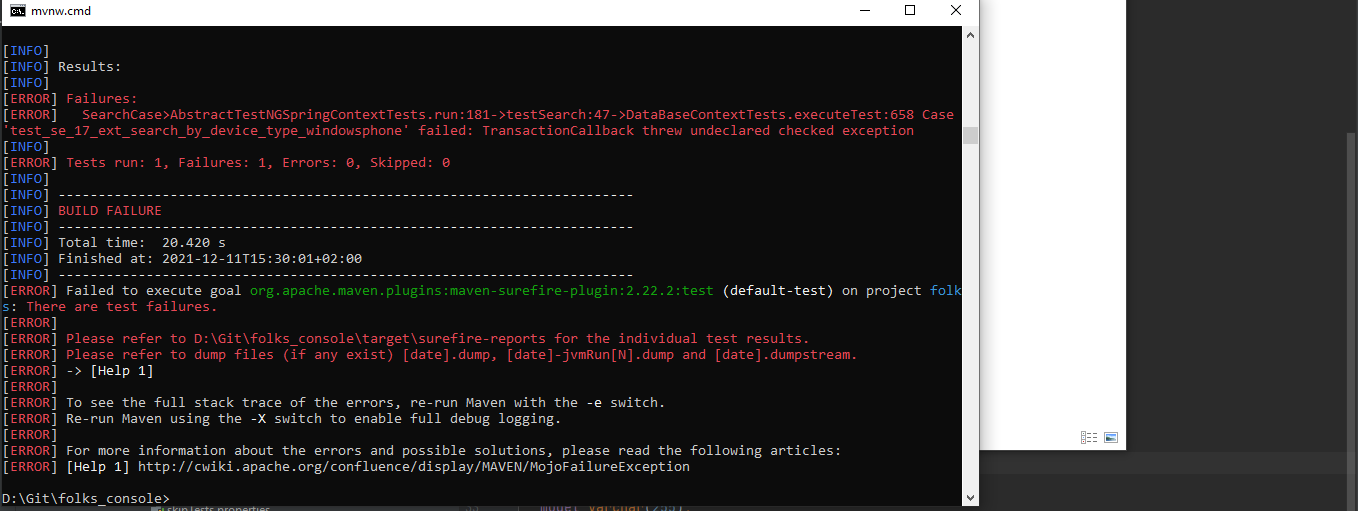 mvnw.cmd
[INFO]
[INFO] Results:
[INFO]
[ERROR] Failures:
[ERROR]   SearchCase>AbstractTestNGSpringContextTests.run:181->testSearch:47->DataBaseContextTests.executeTest:658 Case
'test_se_17_ext_search_by_device_type_windowsphone' failed: TransactionCallback threw undeclared checked exception
[INFO]
[ERROR] Tests run: 1, Failures: 1, Errors: 0, Skipped: 0
[INFO]
[INFO] ------------------------------------------------------------------------
[INFO] BUILD FAILURE
[INFO] ------------------------------------------------------------------------
[INFO] Total time:  20.420 s
[INFO] Finished at: 2021-12-11T15:30:01+02:00
[INFO] ------------------------------------------------------------------------
[ERROR] Failed to execute goal org.apache.maven.plugins:maven-surefire-plugin:2.22.2:test (default-test) on project folk
s: There are test failures.
[ERROR]
[ERROR] Please refer to D:\Git\folks_console\target\surefire-reports for the individual test results.
[ERROR] Please refer to dump files (if any exist) [date].dump, [date]-jvmRun[N].dump and [date].dumpstream.
[ERROR] -> [Help 1]
[ERROR]
[ERROR] To see the full stack trace of the errors, re-run Maven with the -e switch.
[ERROR] Re-run Maven using the -X switch to enable full debug logging.
[ERROR]
[ERROR] For more information about the errors and possible solutions, please read the following articles:
[ERROR] [Help 1] http://cwiki.apache.org/confluence/display/MAVEN/MojoFailureException
D:\Git\folks_console>